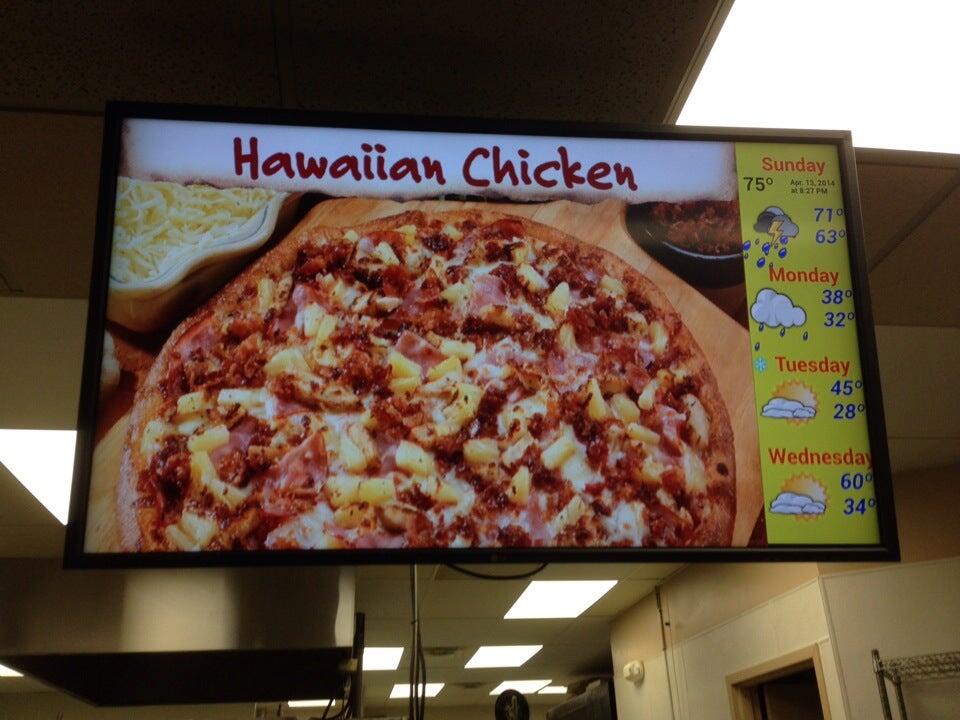 Hawaiian Chicken
Sunday
75°
Apr. 13, 2014
at 8:27 PM
71°
63°
Monday
38°
32°
Tuesday
45°
28°
Wednesday
60°
34°